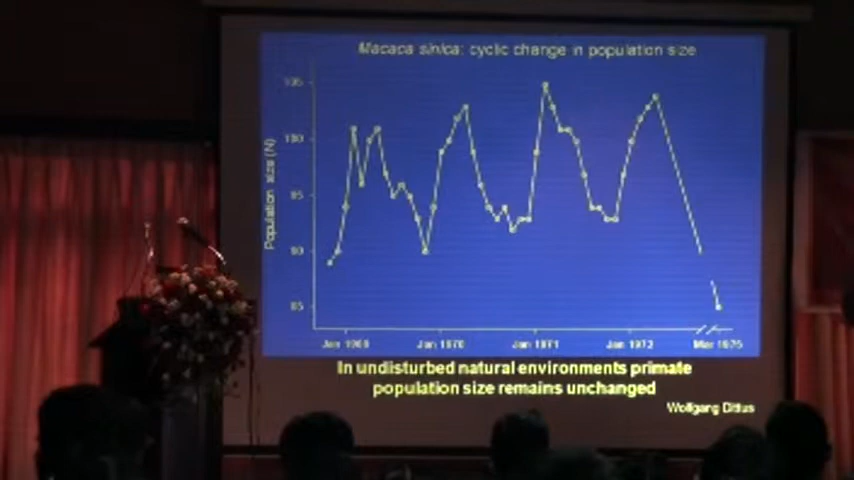 Macaca sinica: cyclic change in population size
Population size (N)
105
100
95
90
85
Jan 1969
Jan 1970
Jan 1971
Jan 1972
Mar 1975
In undisturbed natural environments primate
population size remains unchanged
Wolfgang Dittus